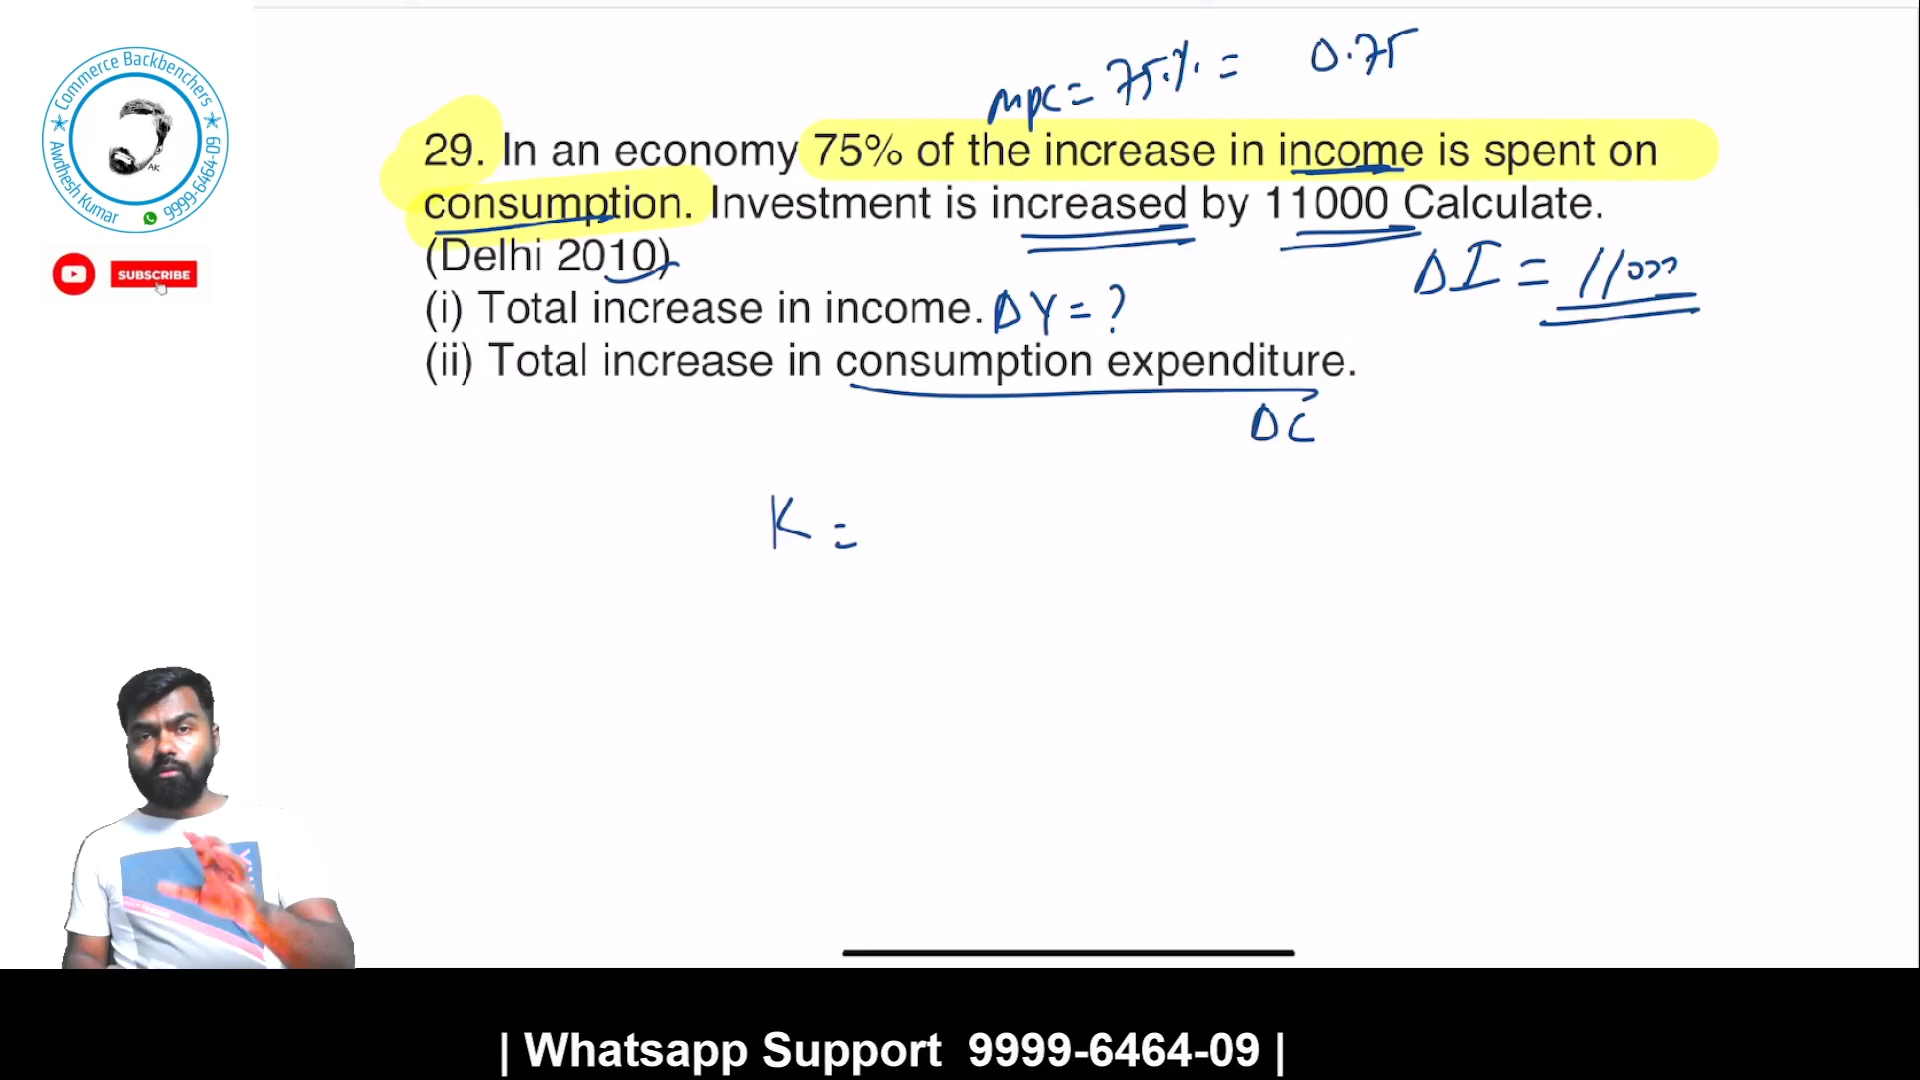 Commerce Backbenchers
Awdhesh Kumar
9999-6464-09
AK
SUBSCRIBE
mpc = 75% = 0.75
29. In an economy 75% of the increase in income is spent on
consumption. Investment is increased by 11000 Calculate.
(Delhi 2010)
ΔI = 11000
(i) Total increase in income. ΔY = ?
(ii) Total increase in consumption expenditure.
ΔC
K =
| Whatsapp Support 9999-6464-09 |